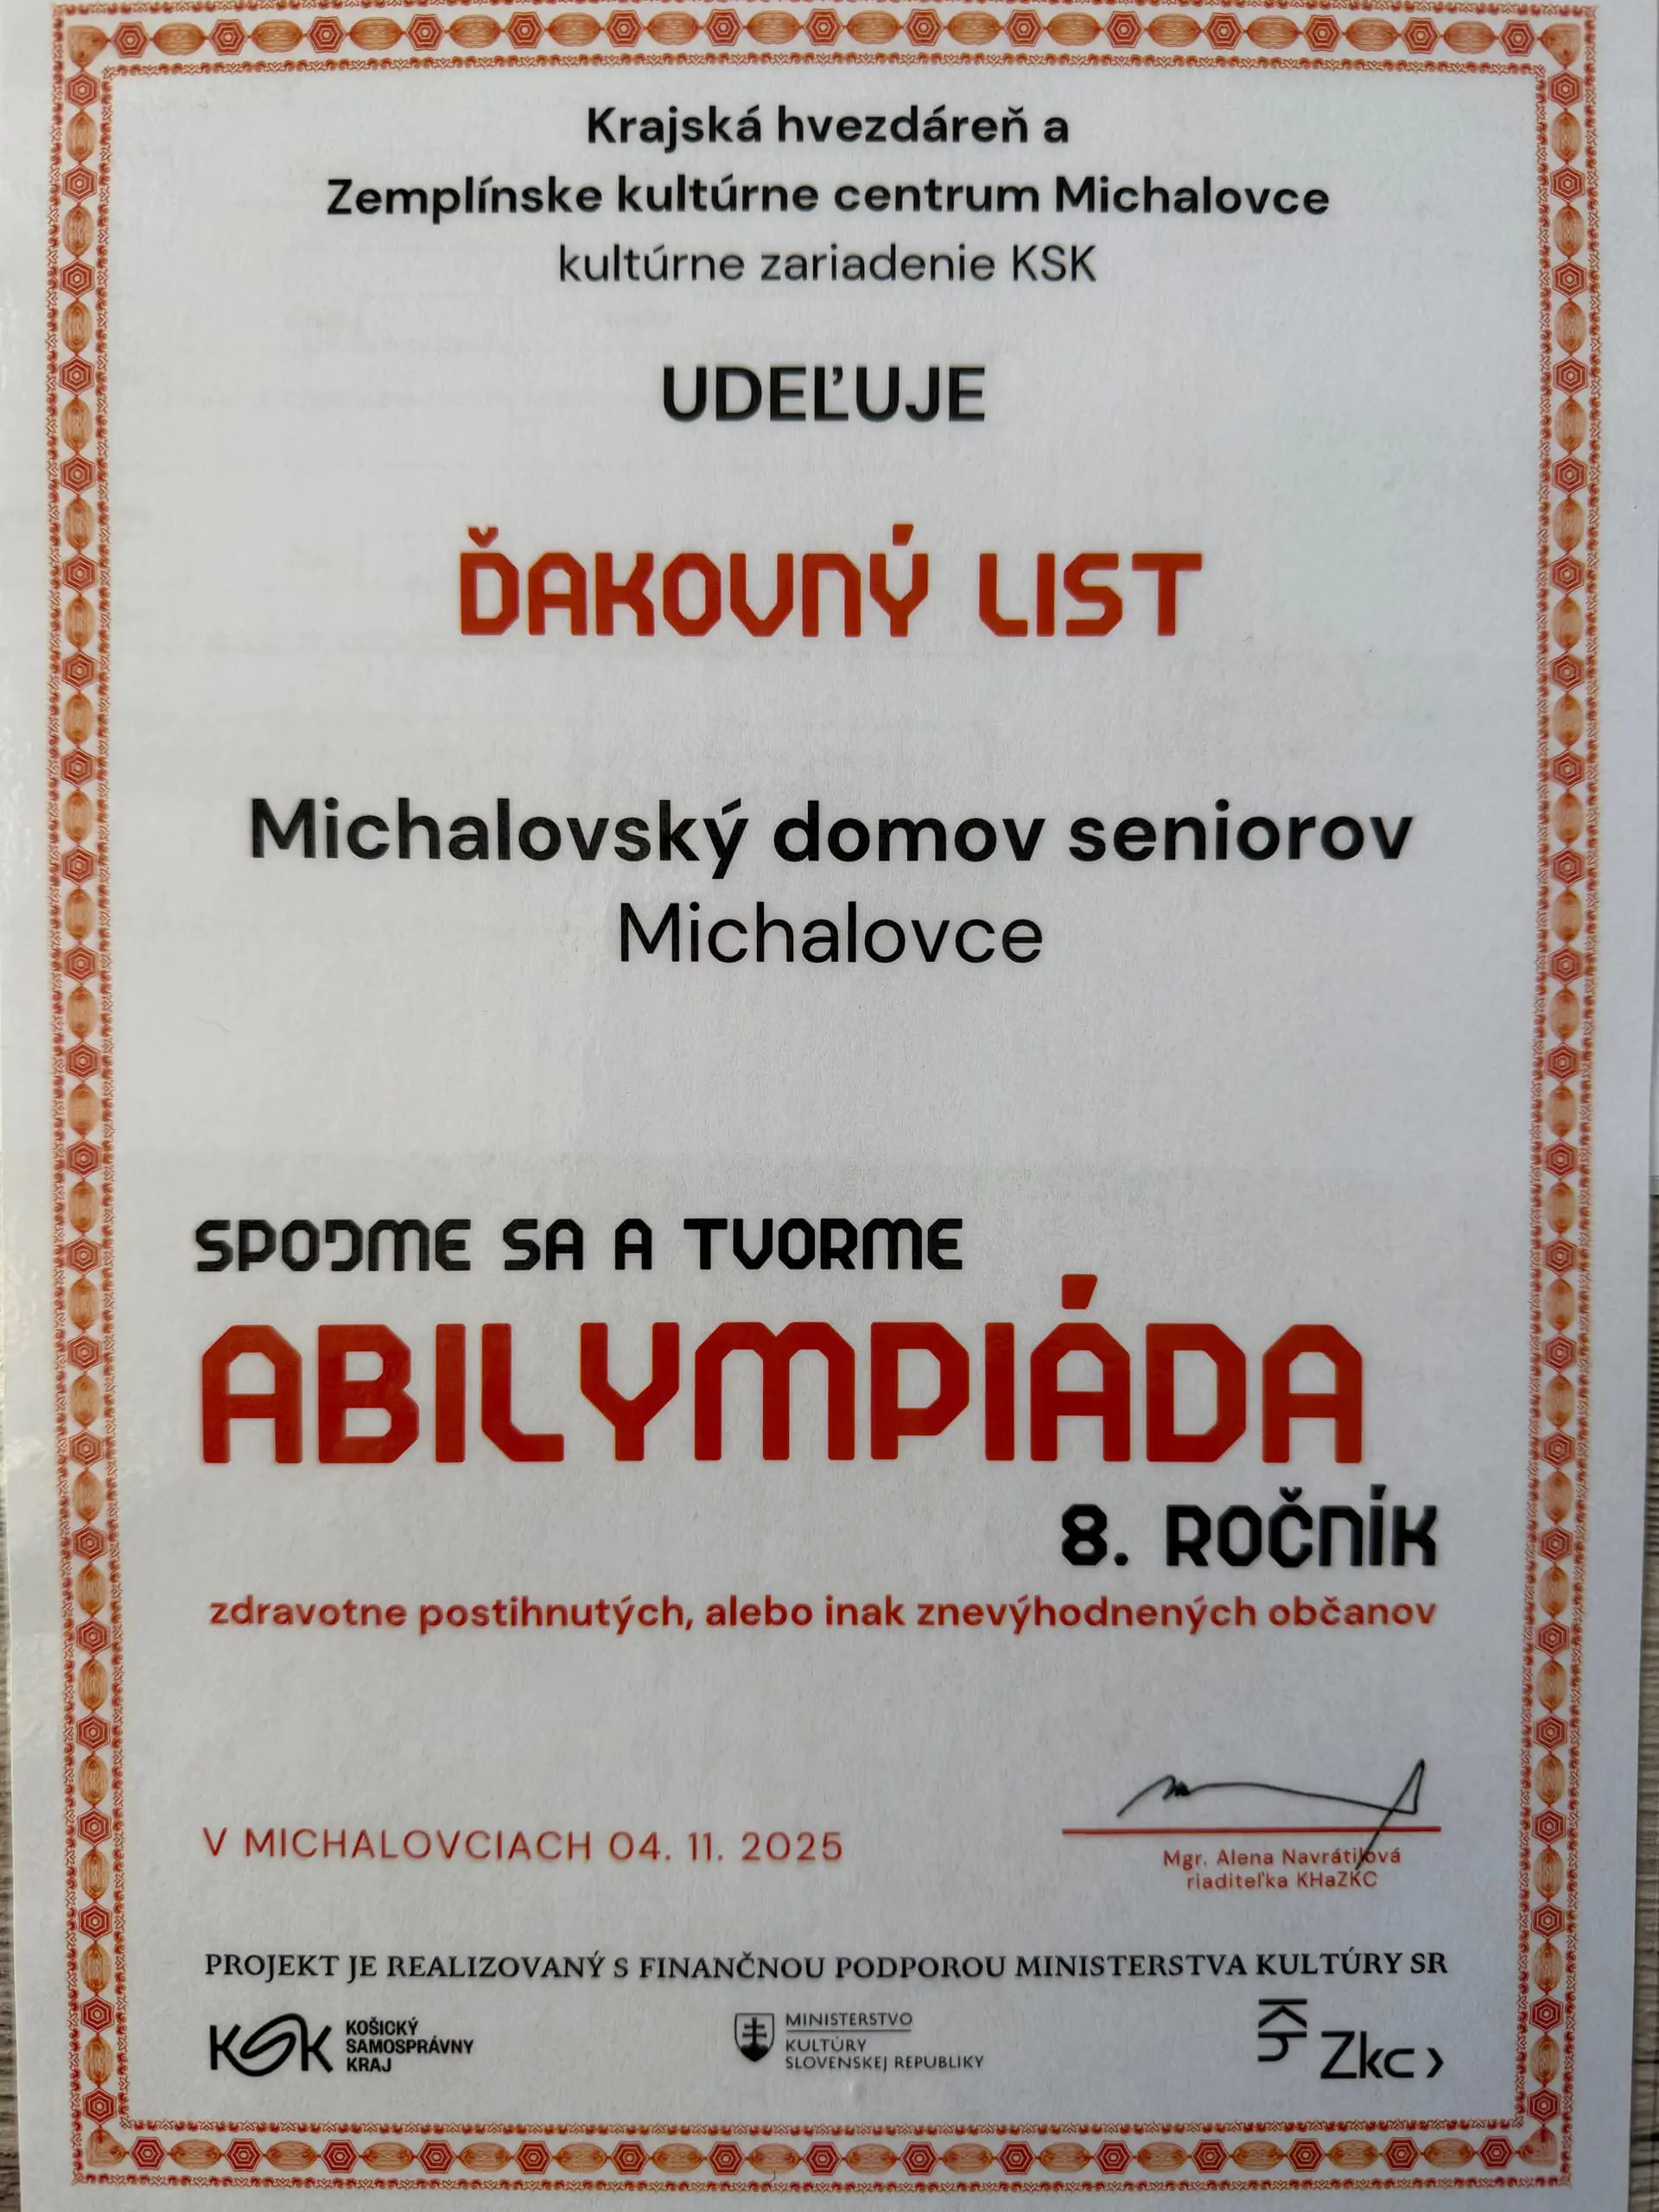 Krajská hvezdáreň a
Zemplínske kultúrne centrum Michalovce
kultúrne zariadenie KSK
UDEĽUJE
ĎAKOVNÝ LIST
Michalovský domov seniorov
Michalovce
SPOJME SA A TVORME
ABILYMPIÁDA
8. ROČNÍK
zdravotne postihnutých, alebo inak znevýhodnených občanov
V MICHALOVCIACH 04. 11. 2025
Mgr. Alena Navrátilová
riaditeľka KHaZKC
PROJEKT JE REALIZOVANÝ S FINANČNOU PODPOROU MINISTERSTVA KULTÚRY SR
KSK KOŠICKÝ
SAMOSPRÁVNY
KRAJ
MINISTERSTVO
KULTÚRY
SLOVENSKEJ REPUBLIKY
Zkc